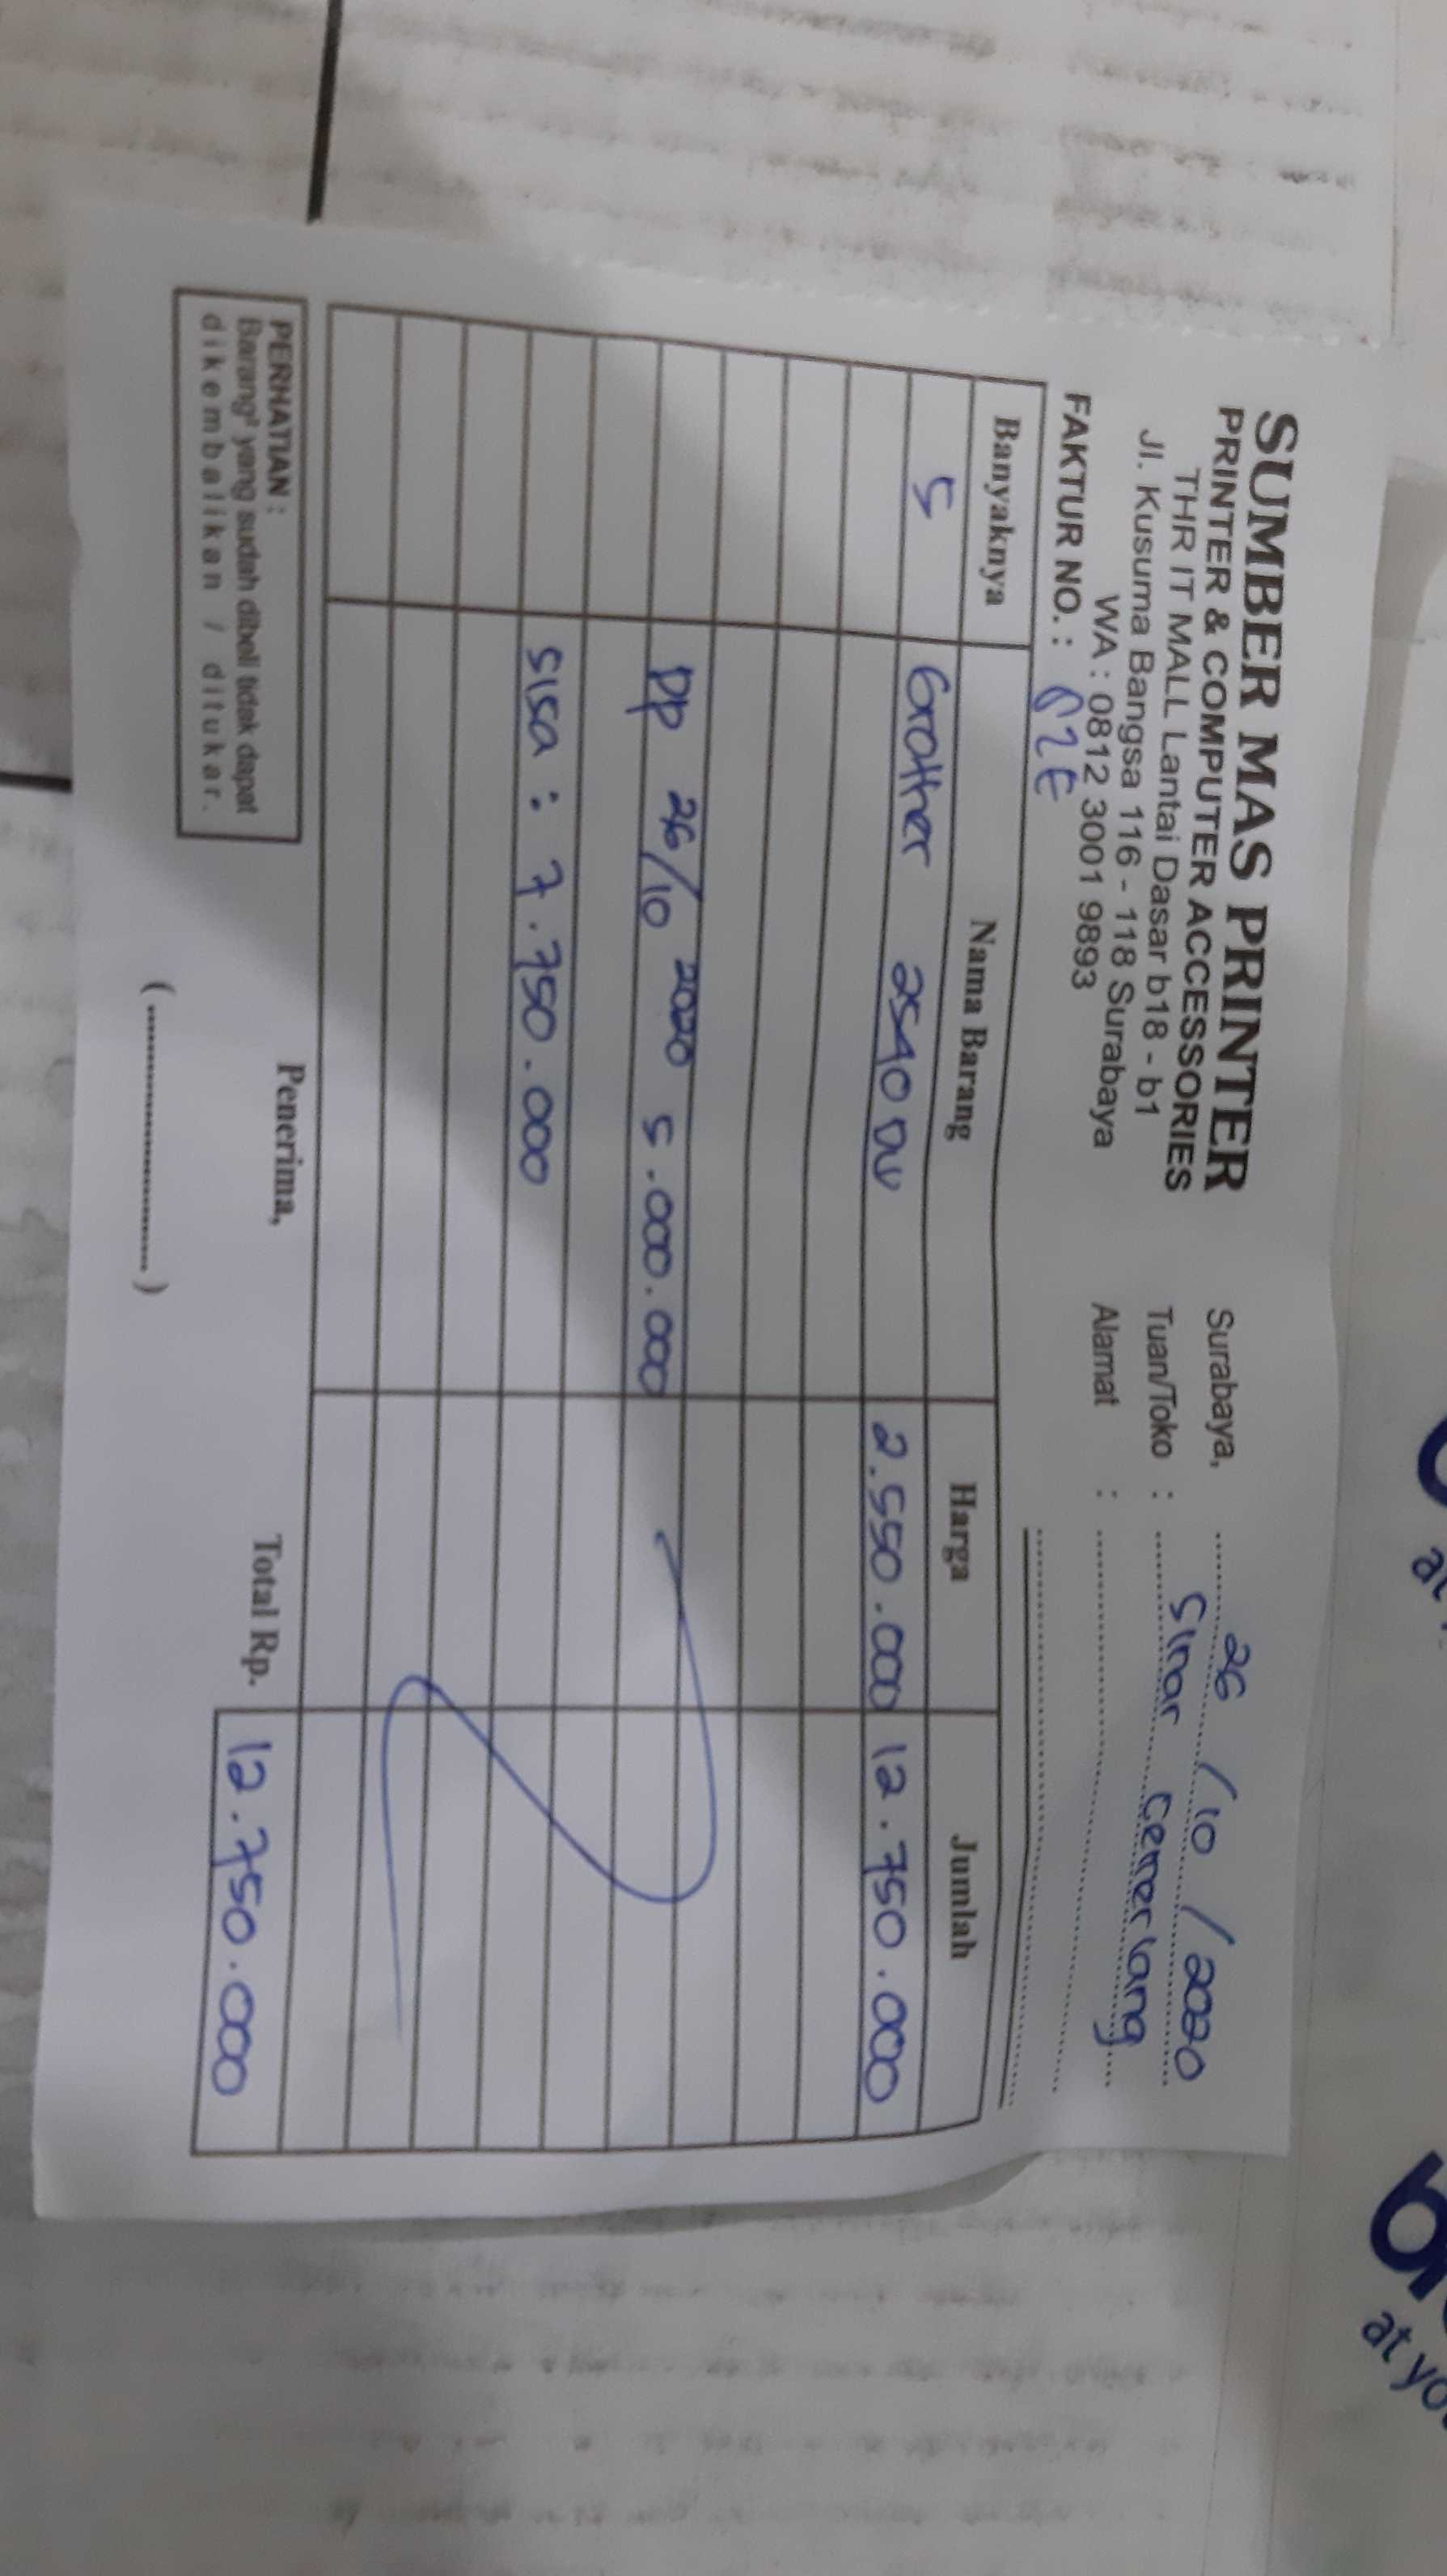 SUMBER MAS PRINTER
PRINTER & COMPUTER ACCESSORIES
THR IT MALL Lantai Dasar b18 - b1
Jl. Kusuma Bangsa 116 - 118 Surabaya
WA : 0812 3001 9893
FAKTUR NO. :
Surabaya, 26 / 10 / 2020
Tuan/Toko : Sinar Cemerlang
Alamat :
Banyaknya Nama Barang Harga Jumlah
5 Brother 2540 DW 2.550.000 12.750.000
DP 26/10 2020 5.000.000
Sisa : 7.750.000
PERHATIAN :
Barang² yang sudah dibeli tidak dapat
dikembalikan / ditukar.
Penerima,
(....................)
Total Rp. 12.750.000
at yo